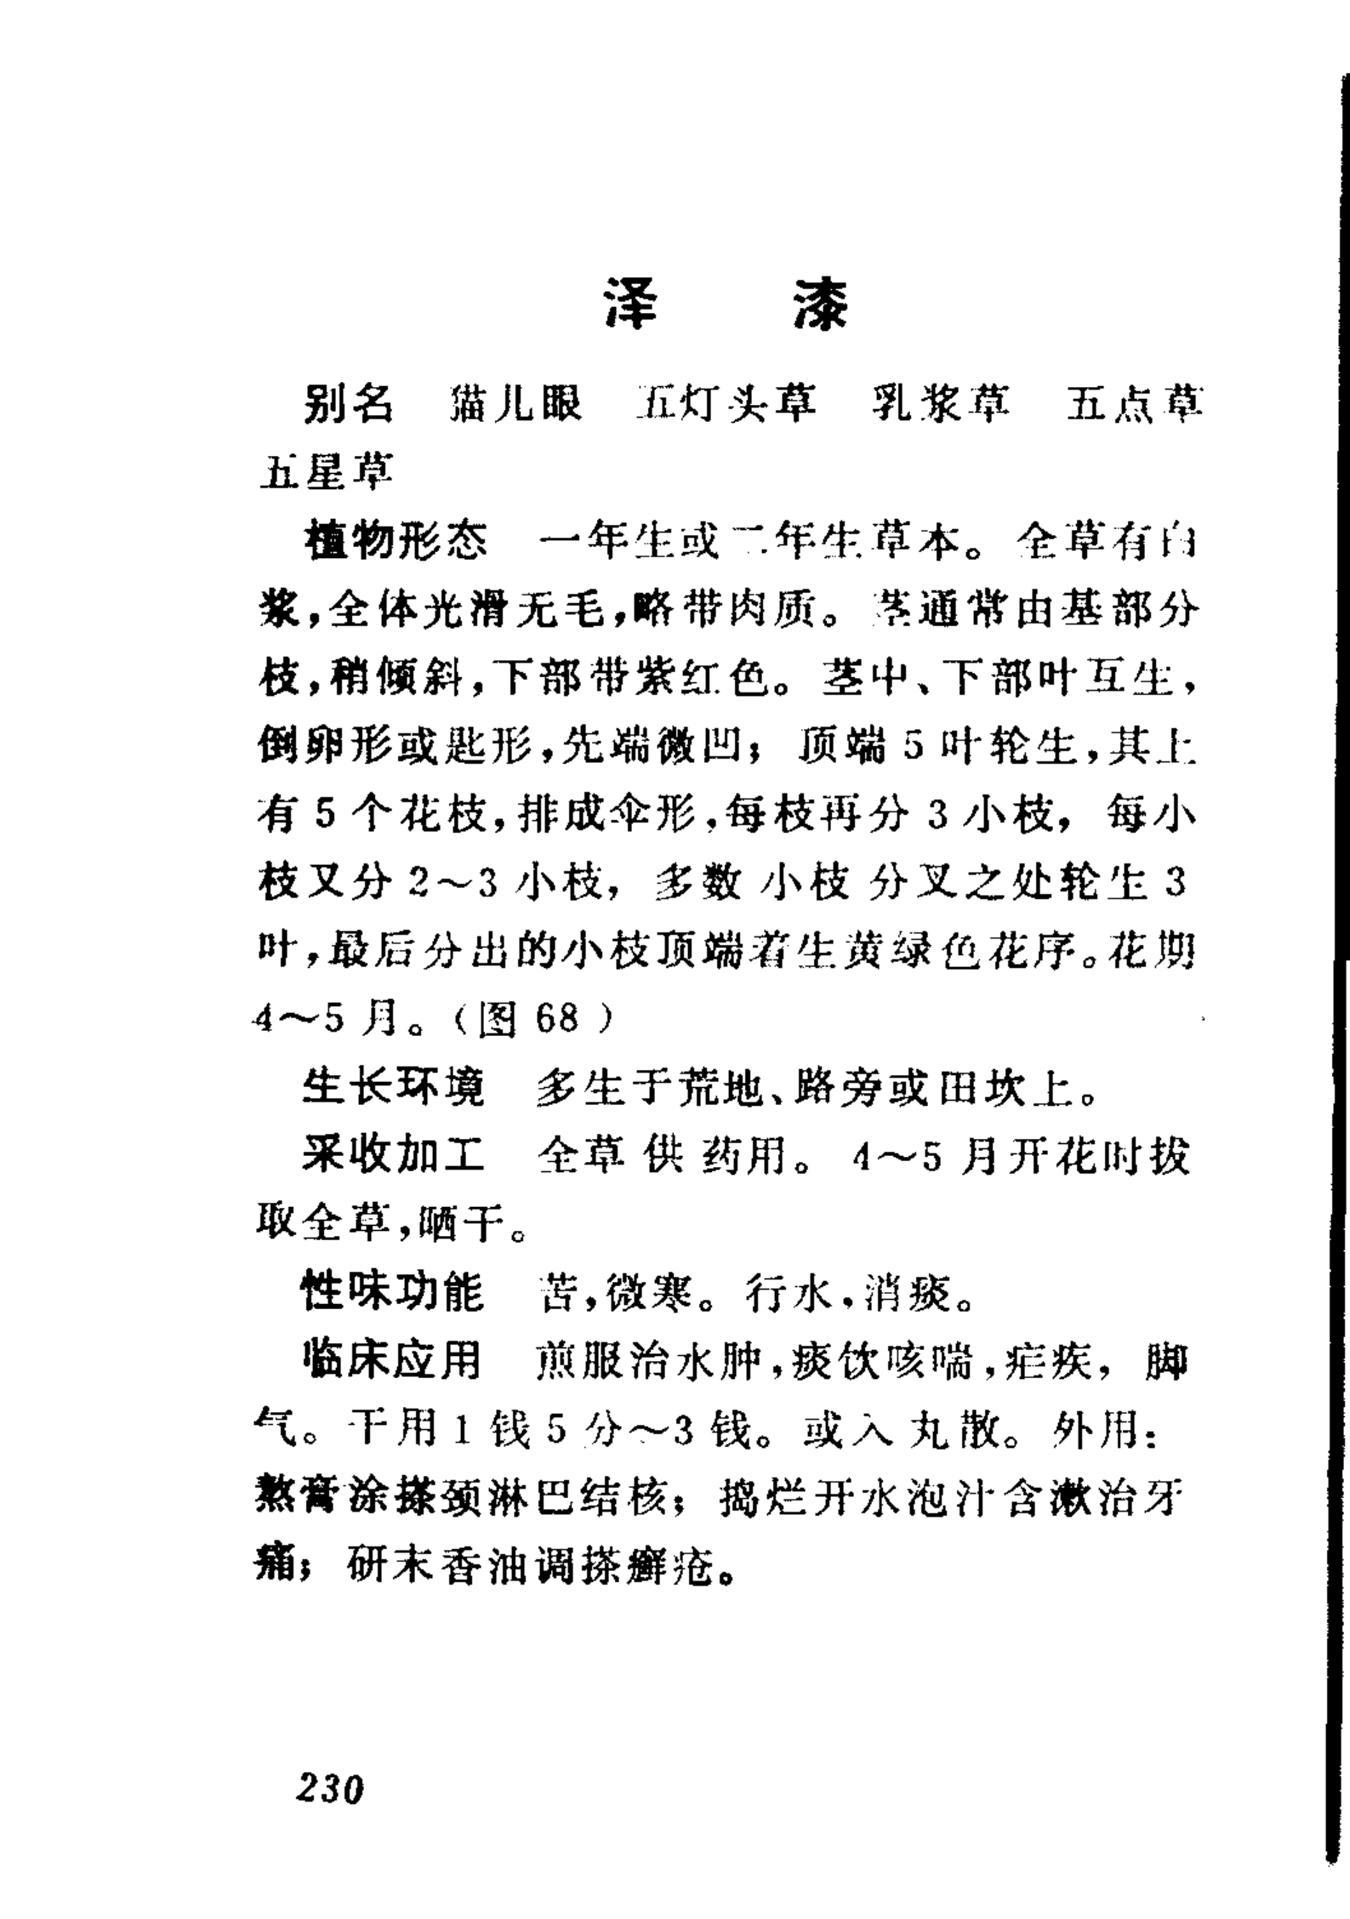 泽 漆
别名 猫儿眼 五灯头草 乳浆草 五点草
五星草
植物形态 一年生或二年生草本。全草有白
浆,全体光滑无毛,略带肉质。茎通常由基部分
枝,稍倾斜,下部带紫红色。茎中、下部叶互生,
倒卵形或匙形,先端微凹; 顶端 5 叶轮生,其上
有 5 个花枝,排成伞形,每枝再分 3 小枝, 每小
枝又分 2~3 小枝, 多数 小枝 分叉之处轮生 3
叶,最后分出的小枝顶端着生黄绿色花序。花期
4~5 月。(图 68 )
生长环境 多生于荒地、路旁或田坎上。
采收加工 全草 供 药用。 4~5 月开花时拔
取全草,晒干。
性味功能 苦,微寒。行水,消痰。
临床应用 煎服治水肿,痰饮咳喘,疟疾, 脚
气。干用 1 钱 5 分~3 钱。或入 丸散。外用:
熬膏涂搽颈淋巴结核; 捣烂开水泡汁含漱治牙
痛; 研末香油调搽癣疮。
230